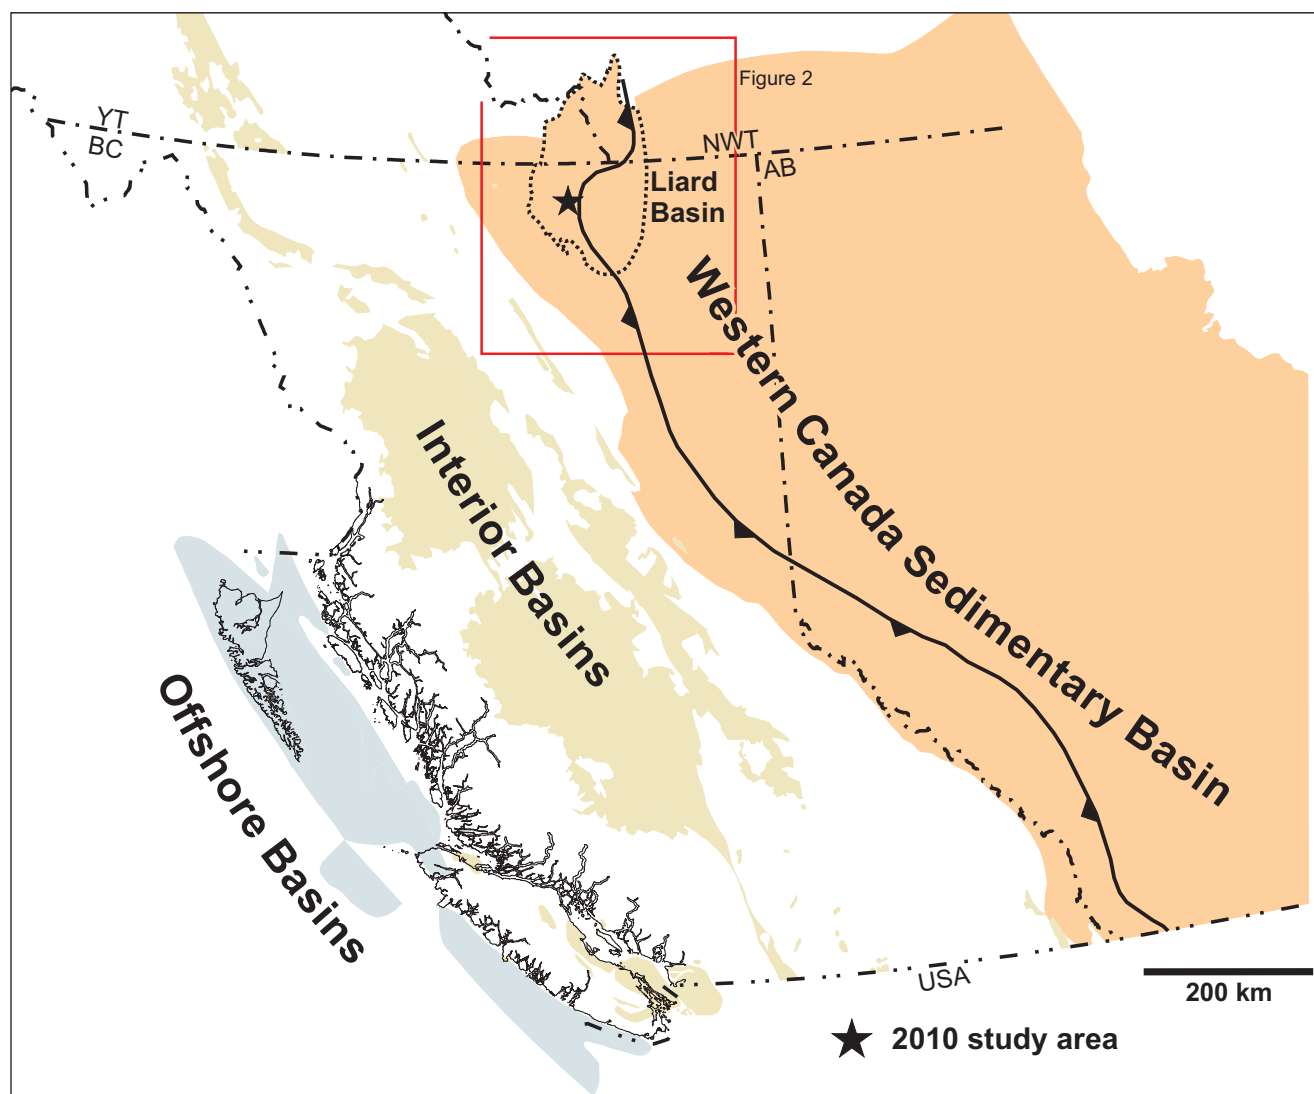 Figure 2
YT
BC
NWT
AB
Liard
Basin
Western Canada Sedimentary Basin
Interior Basins
Offshore Basins
USA
200 km
2010 study area